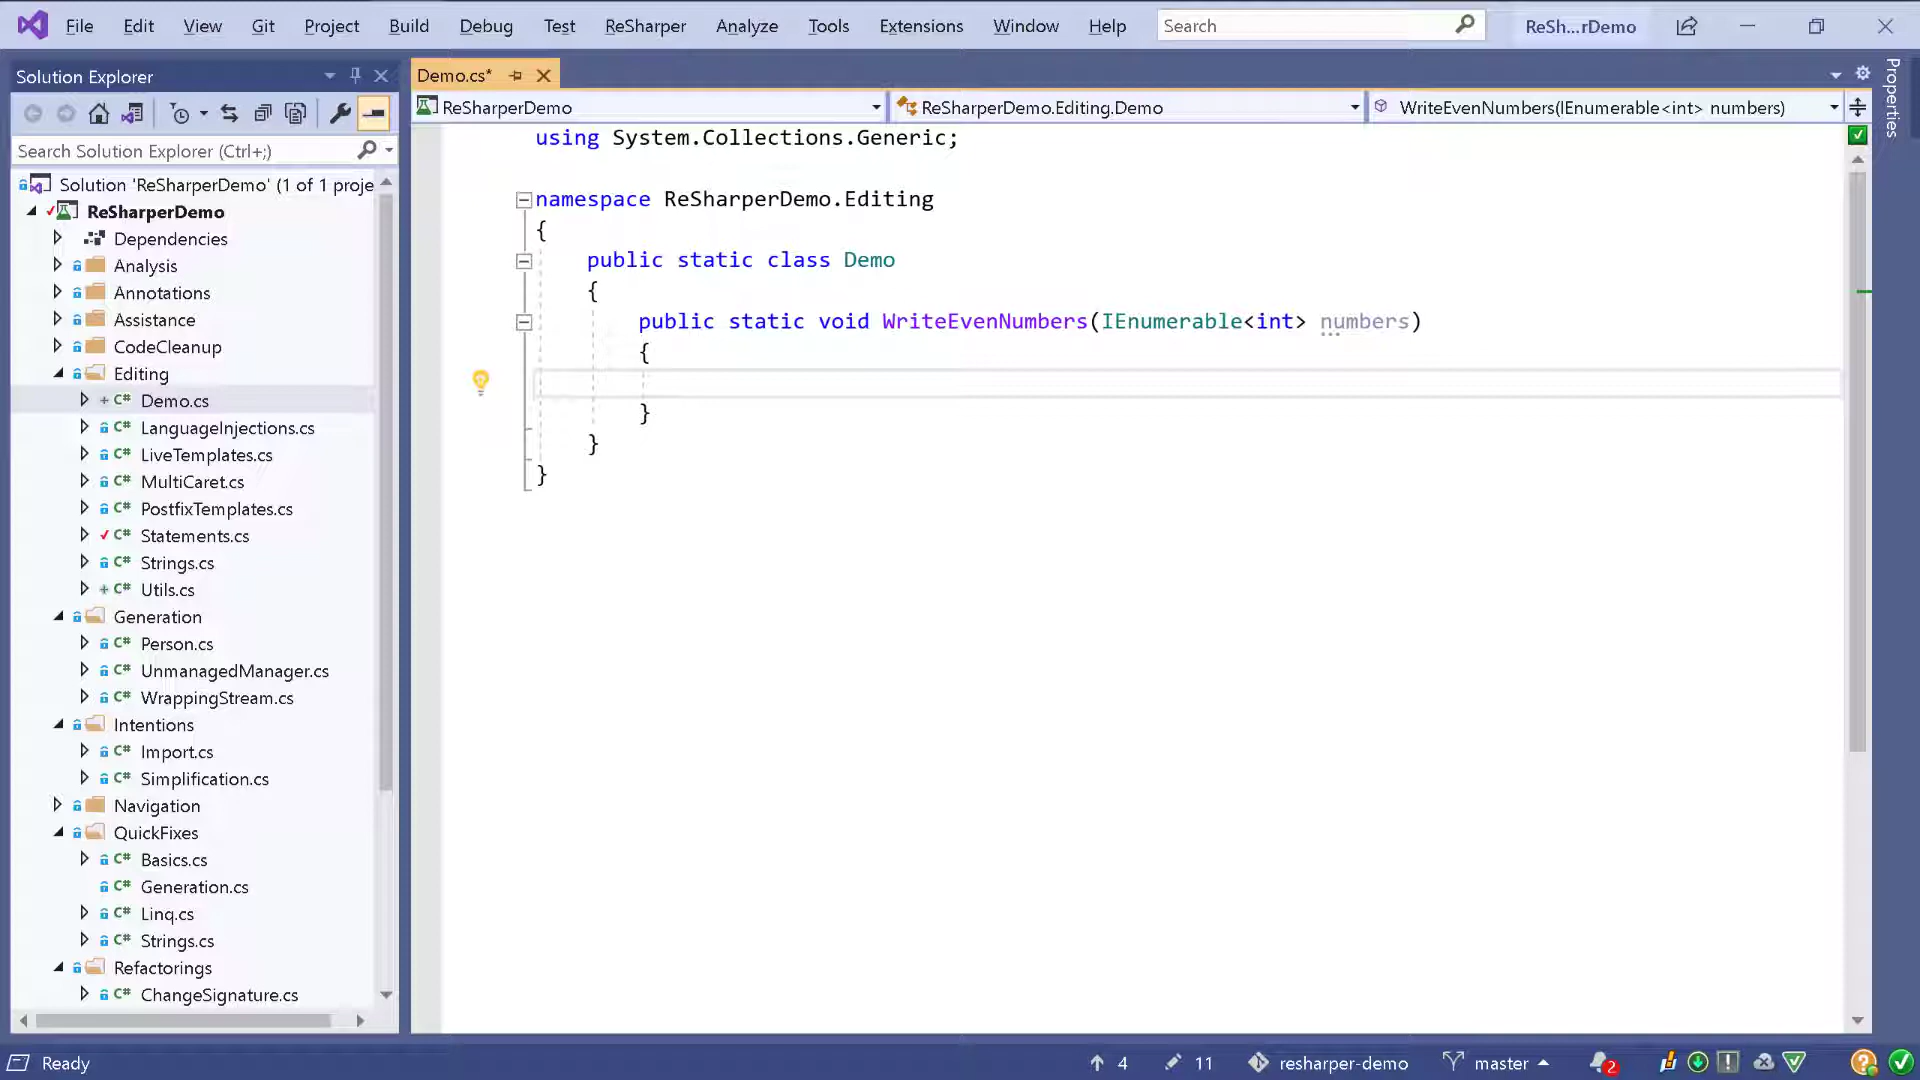 File Edit View Git Project Build Debug Test ReSharper Analyze Tools Extensions Window Help Search ReSh...rDemo
Solution Explorer
Search Solution Explorer (Ctrl+;)
Solution 'ReSharperDemo' (1 of 1 proje
ReSharperDemo
Dependencies
Analysis
Annotations
Assistance
CodeCleanup
Editing
C# Demo.cs
C# LanguageInjections.cs
C# LiveTemplates.cs
C# MultiCaret.cs
C# PostfixTemplates.cs
C# Statements.cs
C# Strings.cs
C# Utils.cs
Generation
C# Person.cs
C# UnmanagedManager.cs
C# WrappingStream.cs
Intentions
C# Import.cs
C# Simplification.cs
Navigation
QuickFixes
C# Basics.cs
C# Generation.cs
C# Linq.cs
C# Strings.cs
Refactorings
C# ChangeSignature.cs
Demo.cs*
ReSharperDemo ReSharperDemo.Editing.Demo WriteEvenNumbers(IEnumerable<int> numbers)
using System.Collections.Generic;
namespace ReSharperDemo.Editing
{
public static class Demo
{
public static void WriteEvenNumbers(IEnumerable<int> numbers)
{
}
}
}
Properties
Ready 4 11 resharper-demo master 2